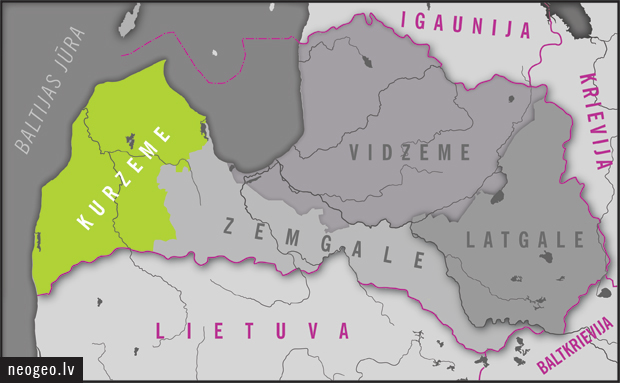 IGAUNIJA
BALTIJAS JŪRA
KRIEVIJA
VIDZEME
KURZEME
ZEMGALE
LATGALE
LIETUVA
BALTKRIEVIJA
neogeo.lv